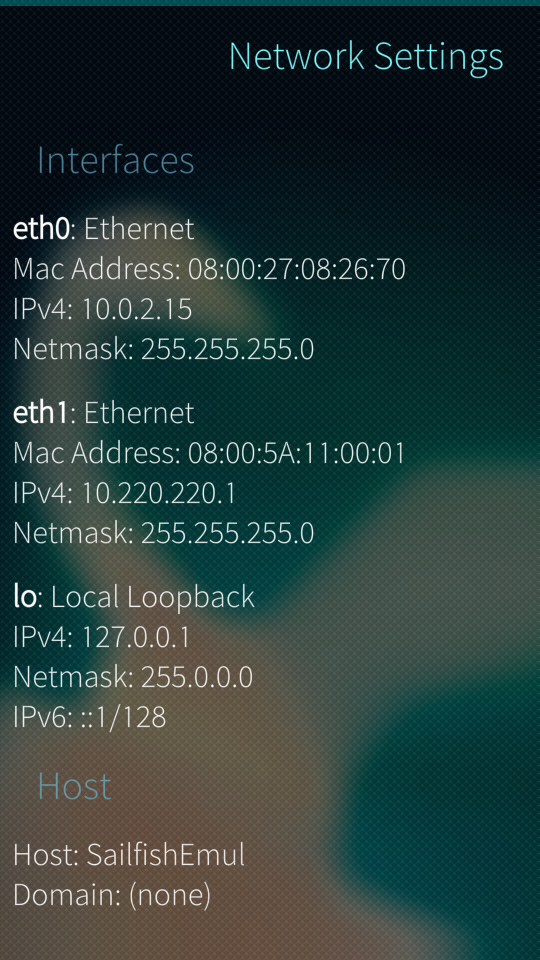 Network Settings
Interfaces
eth0: Ethernet
Mac Address: 08:00:27:08:26:70
IPv4: 10.0.2.15
Netmask: 255.255.255.0
eth1: Ethernet
Mac Address: 08:00:5A:11:00:01
IPv4: 10.220.220.1
Netmask: 255.255.255.0
lo: Local Loopback
IPv4: 127.0.0.1
Netmask: 255.0.0.0
IPv6: ::1/128
Host
Host: SailfishEmul
Domain: (none)